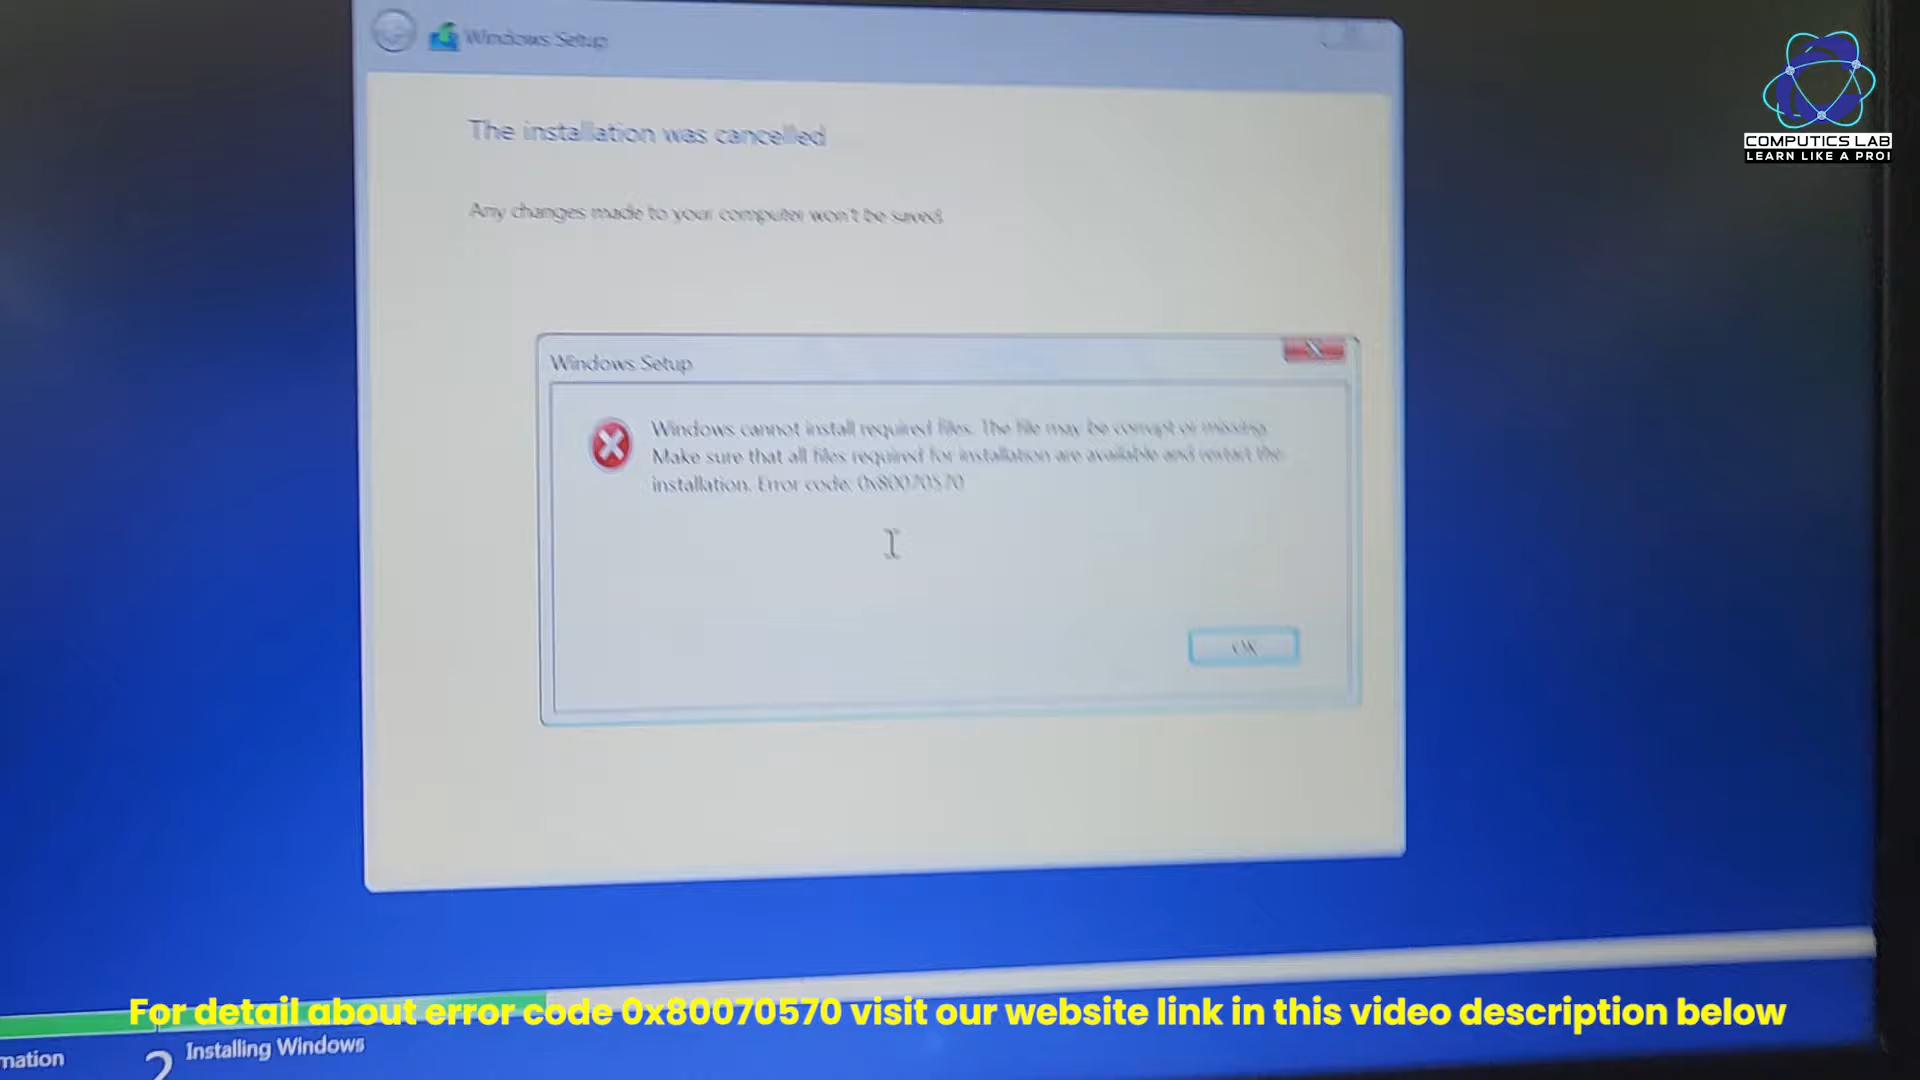 Windows Setup
COMPUTICS LAB
LEARN LIKE A PRO!
The installation was cancelled
Any changes made to your computer won't be saved.
Windows Setup
Windows cannot install required files. The file may be corrupt or missing.
Make sure that all files required for installation are available and restart the
installation. Error code: 0x80070570
OK
For detail about error code 0x80070570 visit our website link in this video description below
mation
2 Installing Windows